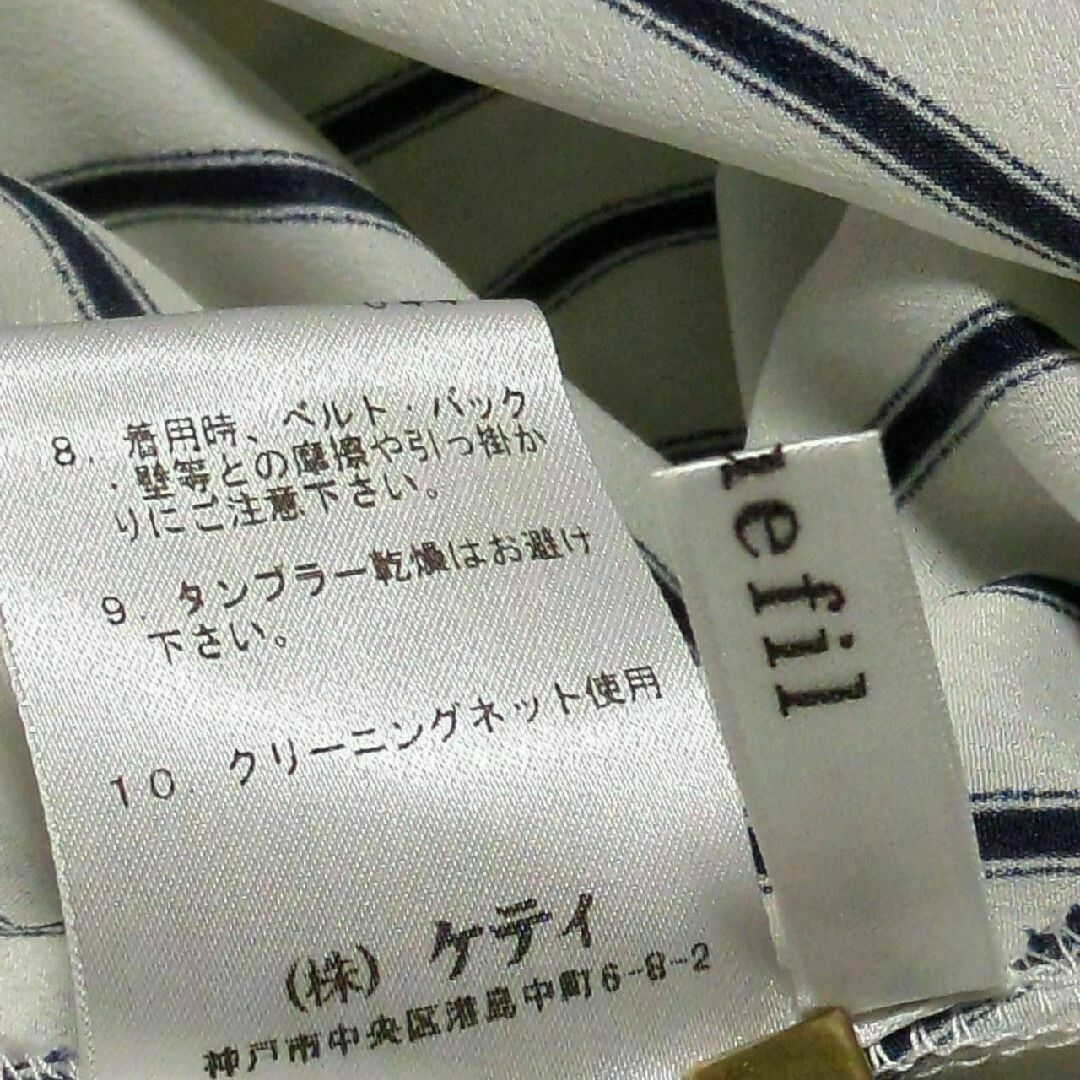 8. 着用時、ベルト・バック
・壁等との摩擦や引っ掛か
りにご注意下さい。
9. タンブラー乾燥はお避け
下さい。
10. クリーニングネット使用
(株) ケティ
神戸市中央区港島中町6-8-2
efil